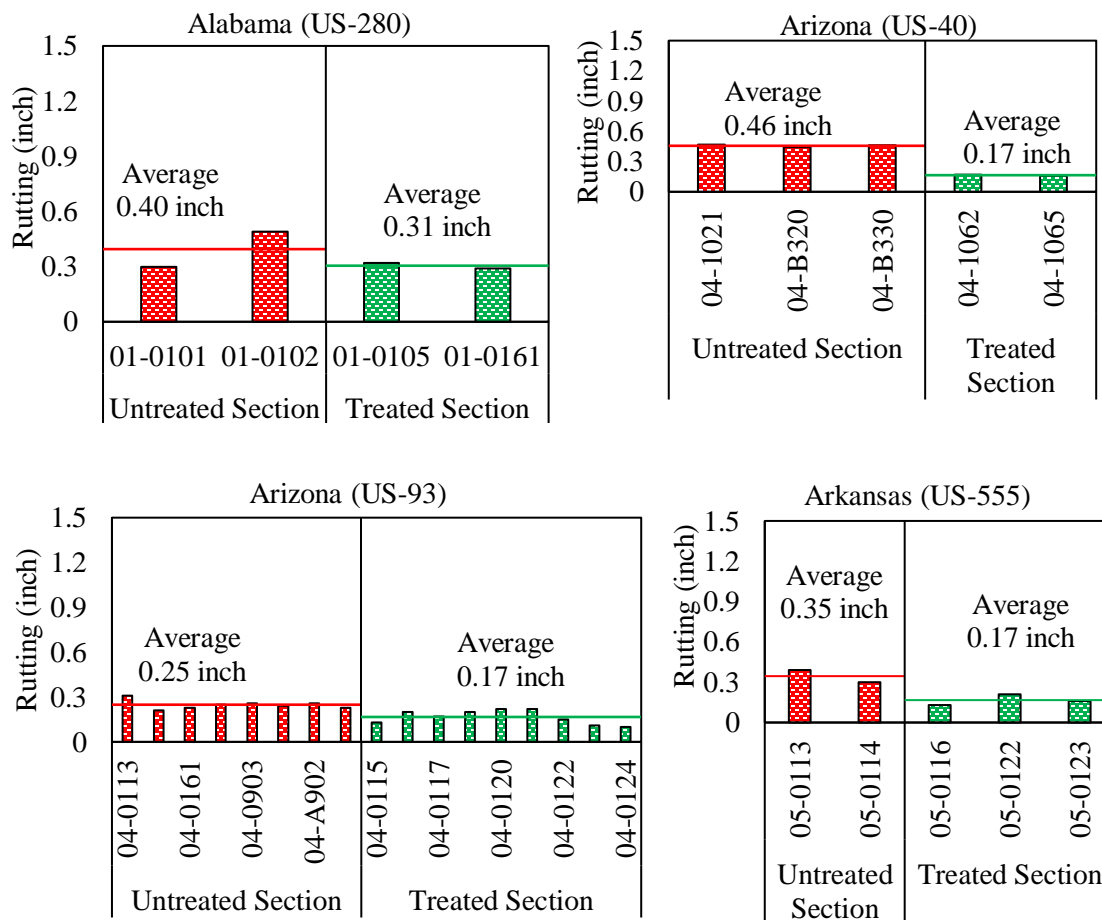 Alabama (US-280)
Rutting (inch)
1.5
1.2
0.9
0.6
0.3
0
Average
0.40 inch
Average
0.31 inch
01-0101
01-0102
01-0105
01-0161
Untreated Section
Treated Section
Arizona (US-40)
Rutting (inch)
1.5
1.2
0.9
0.6
0.3
0
Average
0.46 inch
Average
0.17 inch
04-1021
04-B320
04-B330
04-1062
04-1065
Untreated Section
Treated
Section
Arizona (US-93)
Rutting (inch)
1.5
1.2
0.9
0.6
0.3
0
Average
0.25 inch
Average
0.17 inch
04-0113
04-0161
04-0903
04-A902
04-0115
04-0117
04-0120
04-0122
04-0124
Untreated Section
Treated Section
Arkansas (US-555)
Rutting (inch)
1.5
1.2
0.9
0.6
0.3
0
Average
0.35 inch
Average
0.17 inch
05-0113
05-0114
05-0116
05-0122
05-0123
Untreated
Section
Treated Section